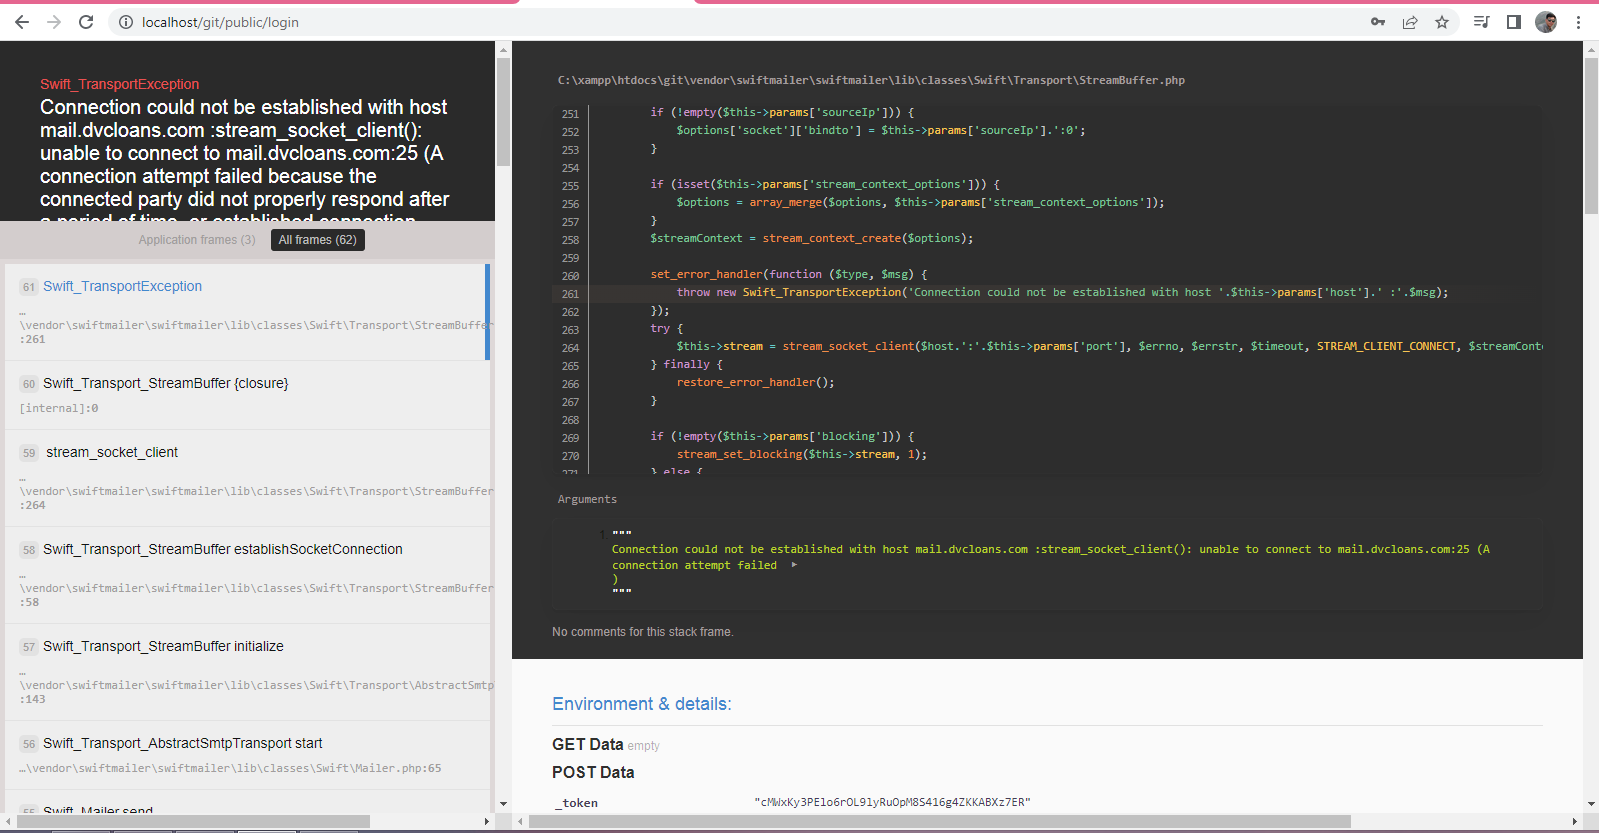 localhost/git/public/login
Swift_TransportException
Connection could not be established with host
mail.dvcloans.com :stream_socket_client():
unable to connect to mail.dvcloans.com:25 (A
connection attempt failed because the
connected party did not properly respond after
a period of time, or established connection
Application frames (3) All frames (62)
61 Swift_TransportException
…
\vendor\swiftmailer\swiftmailer\lib\classes\Swift\Transport\StreamBuffer
:261
60 Swift_Transport_StreamBuffer {closure}
[internal]:0
59 stream_socket_client
…
\vendor\swiftmailer\swiftmailer\lib\classes\Swift\Transport\StreamBuffer
:264
58 Swift_Transport_StreamBuffer establishSocketConnection
…
\vendor\swiftmailer\swiftmailer\lib\classes\Swift\Transport\StreamBuffer
:58
57 Swift_Transport_StreamBuffer initialize
…
\vendor\swiftmailer\swiftmailer\lib\classes\Swift\Transport\AbstractSmtp
:143
56 Swift_Transport_AbstractSmtpTransport start
…\vendor\swiftmailer\swiftmailer\lib\classes\Swift\Mailer.php:65
55 Swift_Mailer send
C:\xampp\htdocs\git\vendor\swiftmailer\swiftmailer\lib\classes\Swift\Transport\StreamBuffer.php
251 if (!empty($this->params['sourceIp'])) {
252 $options['socket']['bindto'] = $this->params['sourceIp'].':0';
253 }
254
255 if (isset($this->params['stream_context_options'])) {
256 $options = array_merge($options, $this->params['stream_context_options']);
257 }
258 $streamContext = stream_context_create($options);
259
260 set_error_handler(function ($type, $msg) {
261 throw new Swift_TransportException('Connection could not be established with host '.$this->params['host'].' :'.$msg);
262 });
263 try {
264 $this->stream = stream_socket_client($host.':'.$this->params['port'], $errno, $errstr, $timeout, STREAM_CLIENT_CONNECT, $streamConte
265 } finally {
266 restore_error_handler();
267 }
268
269 if (!empty($this->params['blocking'])) {
270 stream_set_blocking($this->stream, 1);
271 } else {
Arguments
1. """
Connection could not be established with host mail.dvcloans.com :stream_socket_client(): unable to connect to mail.dvcloans.com:25 (A
connection attempt failed ▶
)
"""
No comments for this stack frame.
Environment & details:
GET Data empty
POST Data
_token "cMWxKy3PElo6rOL9lyRuOpM8S416g4ZKKABXz7ER"